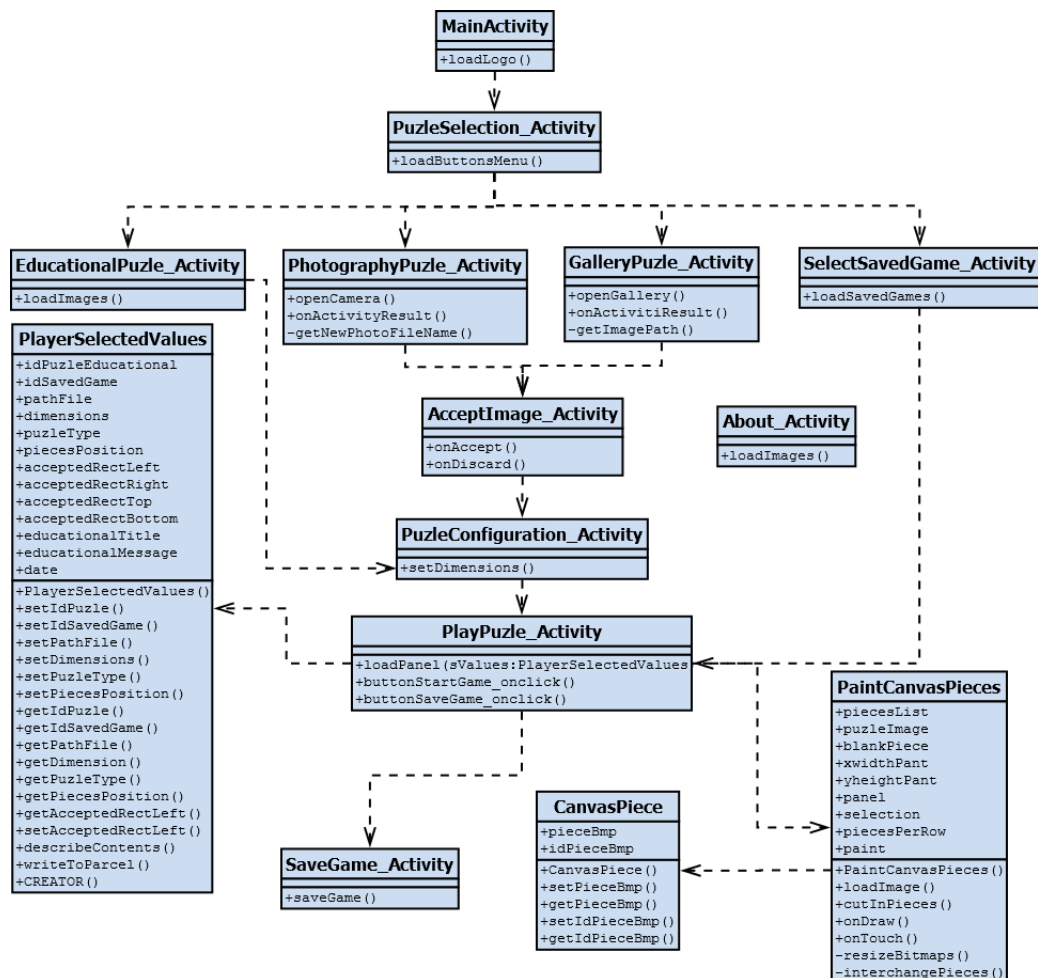 MainActivity
+loadLogo()
PuzleSelection_Activity
+loadButtonsMenu()
EducationalPuzle_Activity
+loadImages()
PhotographyPuzle_Activity
+openCamera()
+onActivityResult()
-getNewPhotoFileName()
GalleryPuzle_Activity
+openGallery()
+onActivitiResult()
-getImagePath()
SelectSavedGame_Activity
+loadSavedGames()
PlayerSelectedValues
+idPuzleEducational
+idSavedGame
+pathFile
+dimensions
+puzleType
+piecesPosition
+acceptedRectLeft
+acceptedRectRight
+acceptedRectTop
+acceptedRectBottom
+educationalTitle
+educationalMessage
+date
+PlayerSelectedValues()
+setIdPuzle()
+setIdSavedGame()
+setPathFile()
+setDimensions()
+setPuzleType()
+setPiecesPosition()
+getIdPuzle()
+getIdSavedGame()
+getPathFile()
+getDimension()
+getPuzleType()
+getPiecesPosition()
+getAcceptedRectLeft()
+setAcceptedRectLeft()
+describeContents()
+writeToParcel()
+CREATOR()
AcceptImage_Activity
+onAccept()
+onDiscard()
About_Activity
+loadImages()
PuzleConfiguration_Activity
+setDimensions()
PlayPuzle_Activity
+loadPanel(sValues:PlayerSelectedValues
+buttonStartGame_onclick()
+buttonSaveGame_onclick()
PaintCanvasPieces
+piecesList
+puzleImage
+blankPiece
+xwidthPant
+yheightPant
+panel
+selection
+piecesPerRow
+paint
+PaintCanvasPieces()
+loadImage()
+cutInPieces()
+onDraw()
+onTouch()
-resizeBitmaps()
-interchangePieces()
CanvasPiece
+pieceBmp
+idPieceBmp
+CanvasPiece()
+setPieceBmp()
+getPieceBmp()
+setIdPieceBmp()
+getIdPieceBmp()
SaveGame_Activity
+saveGame()